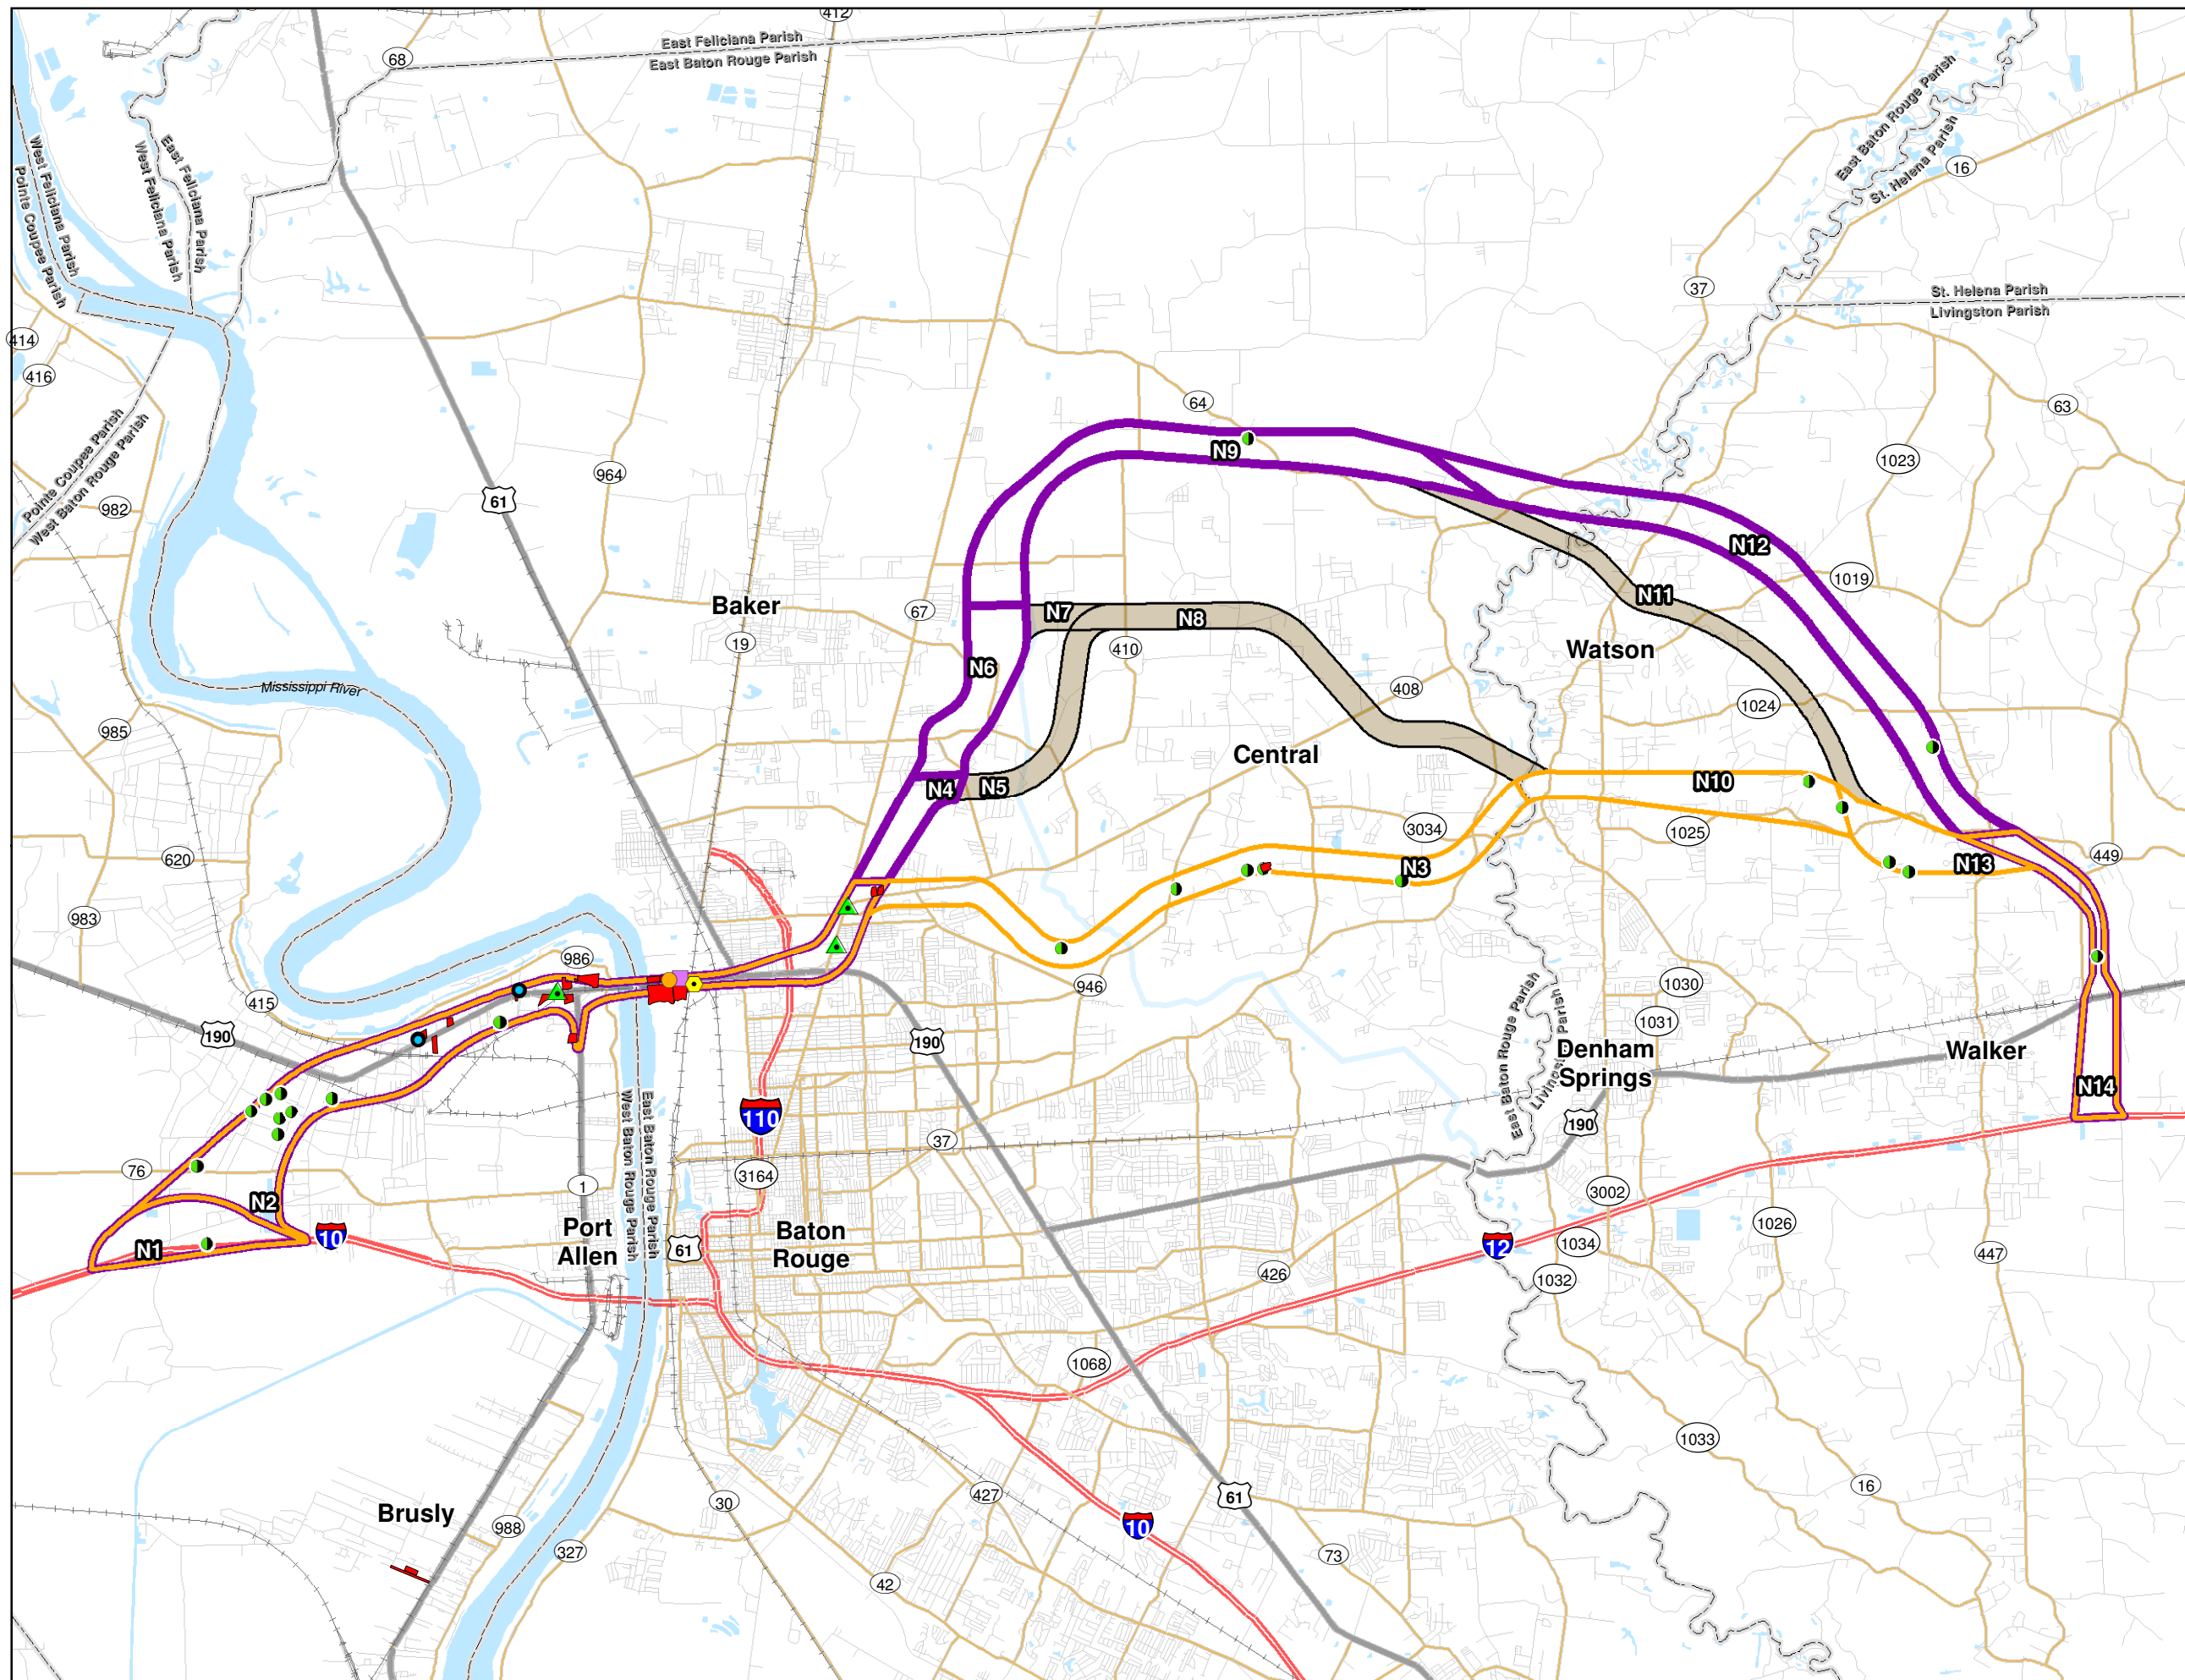 412
East Feliciana Parish
East Baton Rouge Parish
68
East Baton Rouge Parish
St. Helena Parish
16
West Feliciana Parish
Pointe Coupee Parish
East Feliciana Parish
West Feliciana Parish
37
St. Helena Parish
Livingston Parish
414
416
64
63
N9
1023
Pointe Coupee Parish
West Baton Rouge Parish
964
61
982
N12
1019
N11
Baker
67
N7
N8
19
410
Watson
N6
Mississippi River
408
1024
985
Central
N4
N5
N10
3034
1025
620
N3
N13
449
983
986
946
415
190
1030
1031
East Baton Rouge Parish
Livingston Parish
190
Denham
Springs
Walker
N14
110
190
37
West Baton Rouge Parish
East Baton Rouge Parish
76
3164
1
N2
3002
Port
Allen
Baton
Rouge
61
10
N1
12
1034
1026
447
426
1032
1068
1033
16
427
61
30
Brusly
988
10
327
73
42